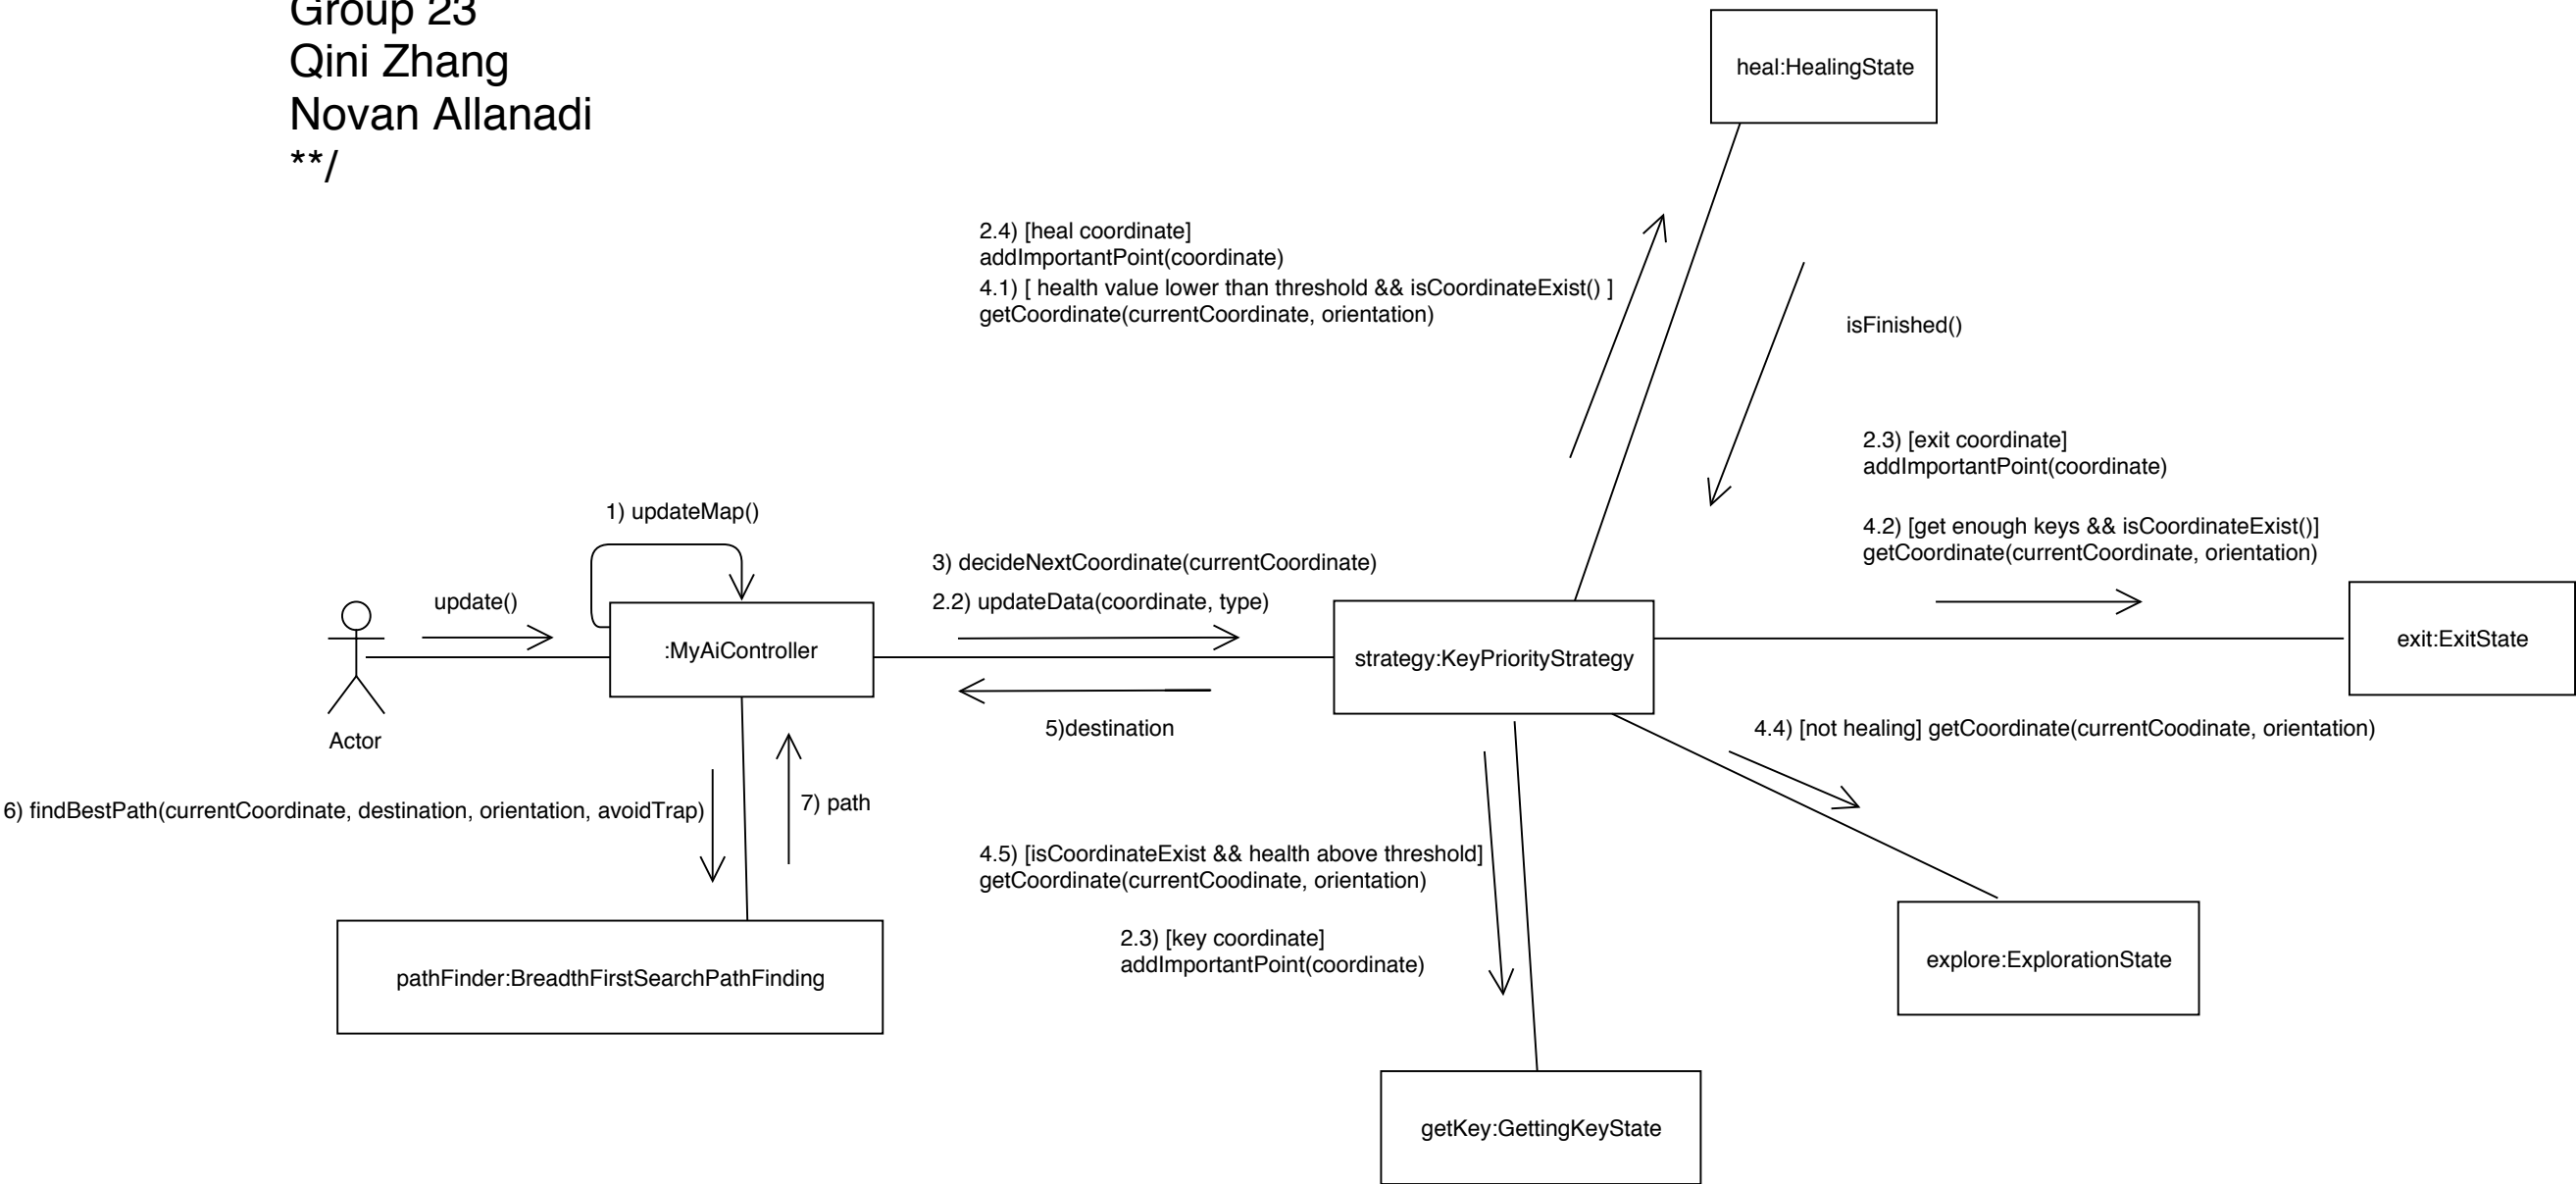 Group 23
Qini Zhang
Novan Allanadi
**/
heal:HealingState
2.4) [heal coordinate]
addImportantPoint(coordinate)
4.1) [ health value lower than threshold && isCoordinateExist() ]
getCoordinate(currentCoordinate, orientation)
isFinished()
2.3) [exit coordinate]
addImportantPoint(coordinate)
4.2) [get enough keys && isCoordinateExist()]
getCoordinate(currentCoordinate, orientation)
1) updateMap()
3) decideNextCoordinate(currentCoordinate)
2.2) updateData(coordinate, type)
update()
:MyAiController
strategy:KeyPriorityStrategy
exit:ExitState
Actor
5)destination
4.4) [not healing] getCoordinate(currentCoodinate, orientation)
6) findBestPath(currentCoordinate, destination, orientation, avoidTrap)
7) path
4.5) [isCoordinateExist && health above threshold]
getCoordinate(currentCoodinate, orientation)
2.3) [key coordinate]
addImportantPoint(coordinate)
explore:ExplorationState
pathFinder:BreadthFirstSearchPathFinding
getKey:GettingKeyState